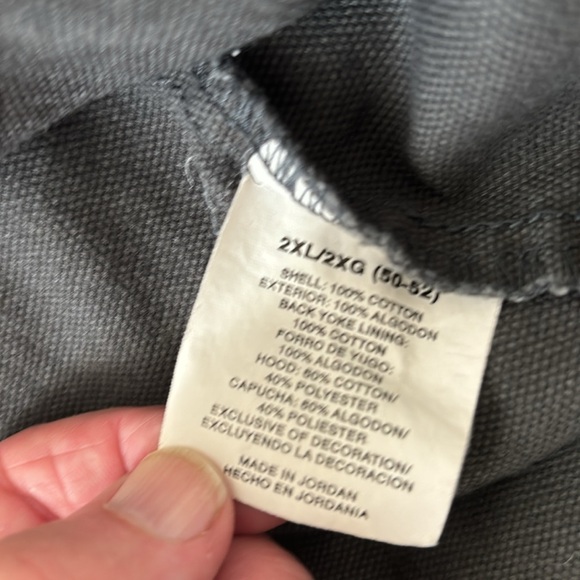 2XL/2XG (50-52)
SHELL: 100% COTTON
EXTERIOR: 100% ALGODON
BACK YOKE LINING:
100% COTTON
FORRO DE YUGO:
100% ALGODON
HOOD: 60% COTTON/
40% POLYESTER
CAPUCHA: 60% ALGODON/
40% POLIESTER
EXCLUSIVE OF DECORATION/
EXCLUYENDO LA DECORACION
MADE IN JORDAN
HECHO EN JORDANIA